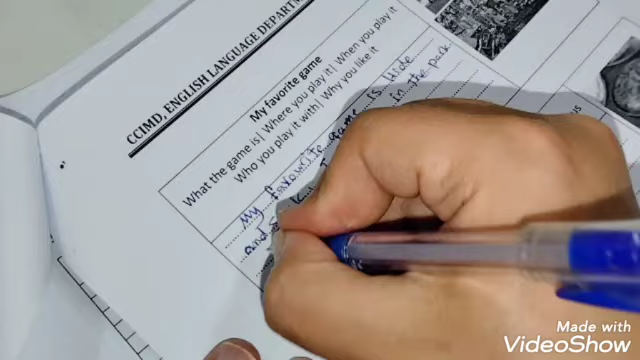 CCIMD, ENGLISH LANGUAGE DEPARTM
My favorite game
What the game is| Where you play it| When you play it
Who you play it with| Why you like it
My favourite game is Hide
and in the park
Made with
VideoShow